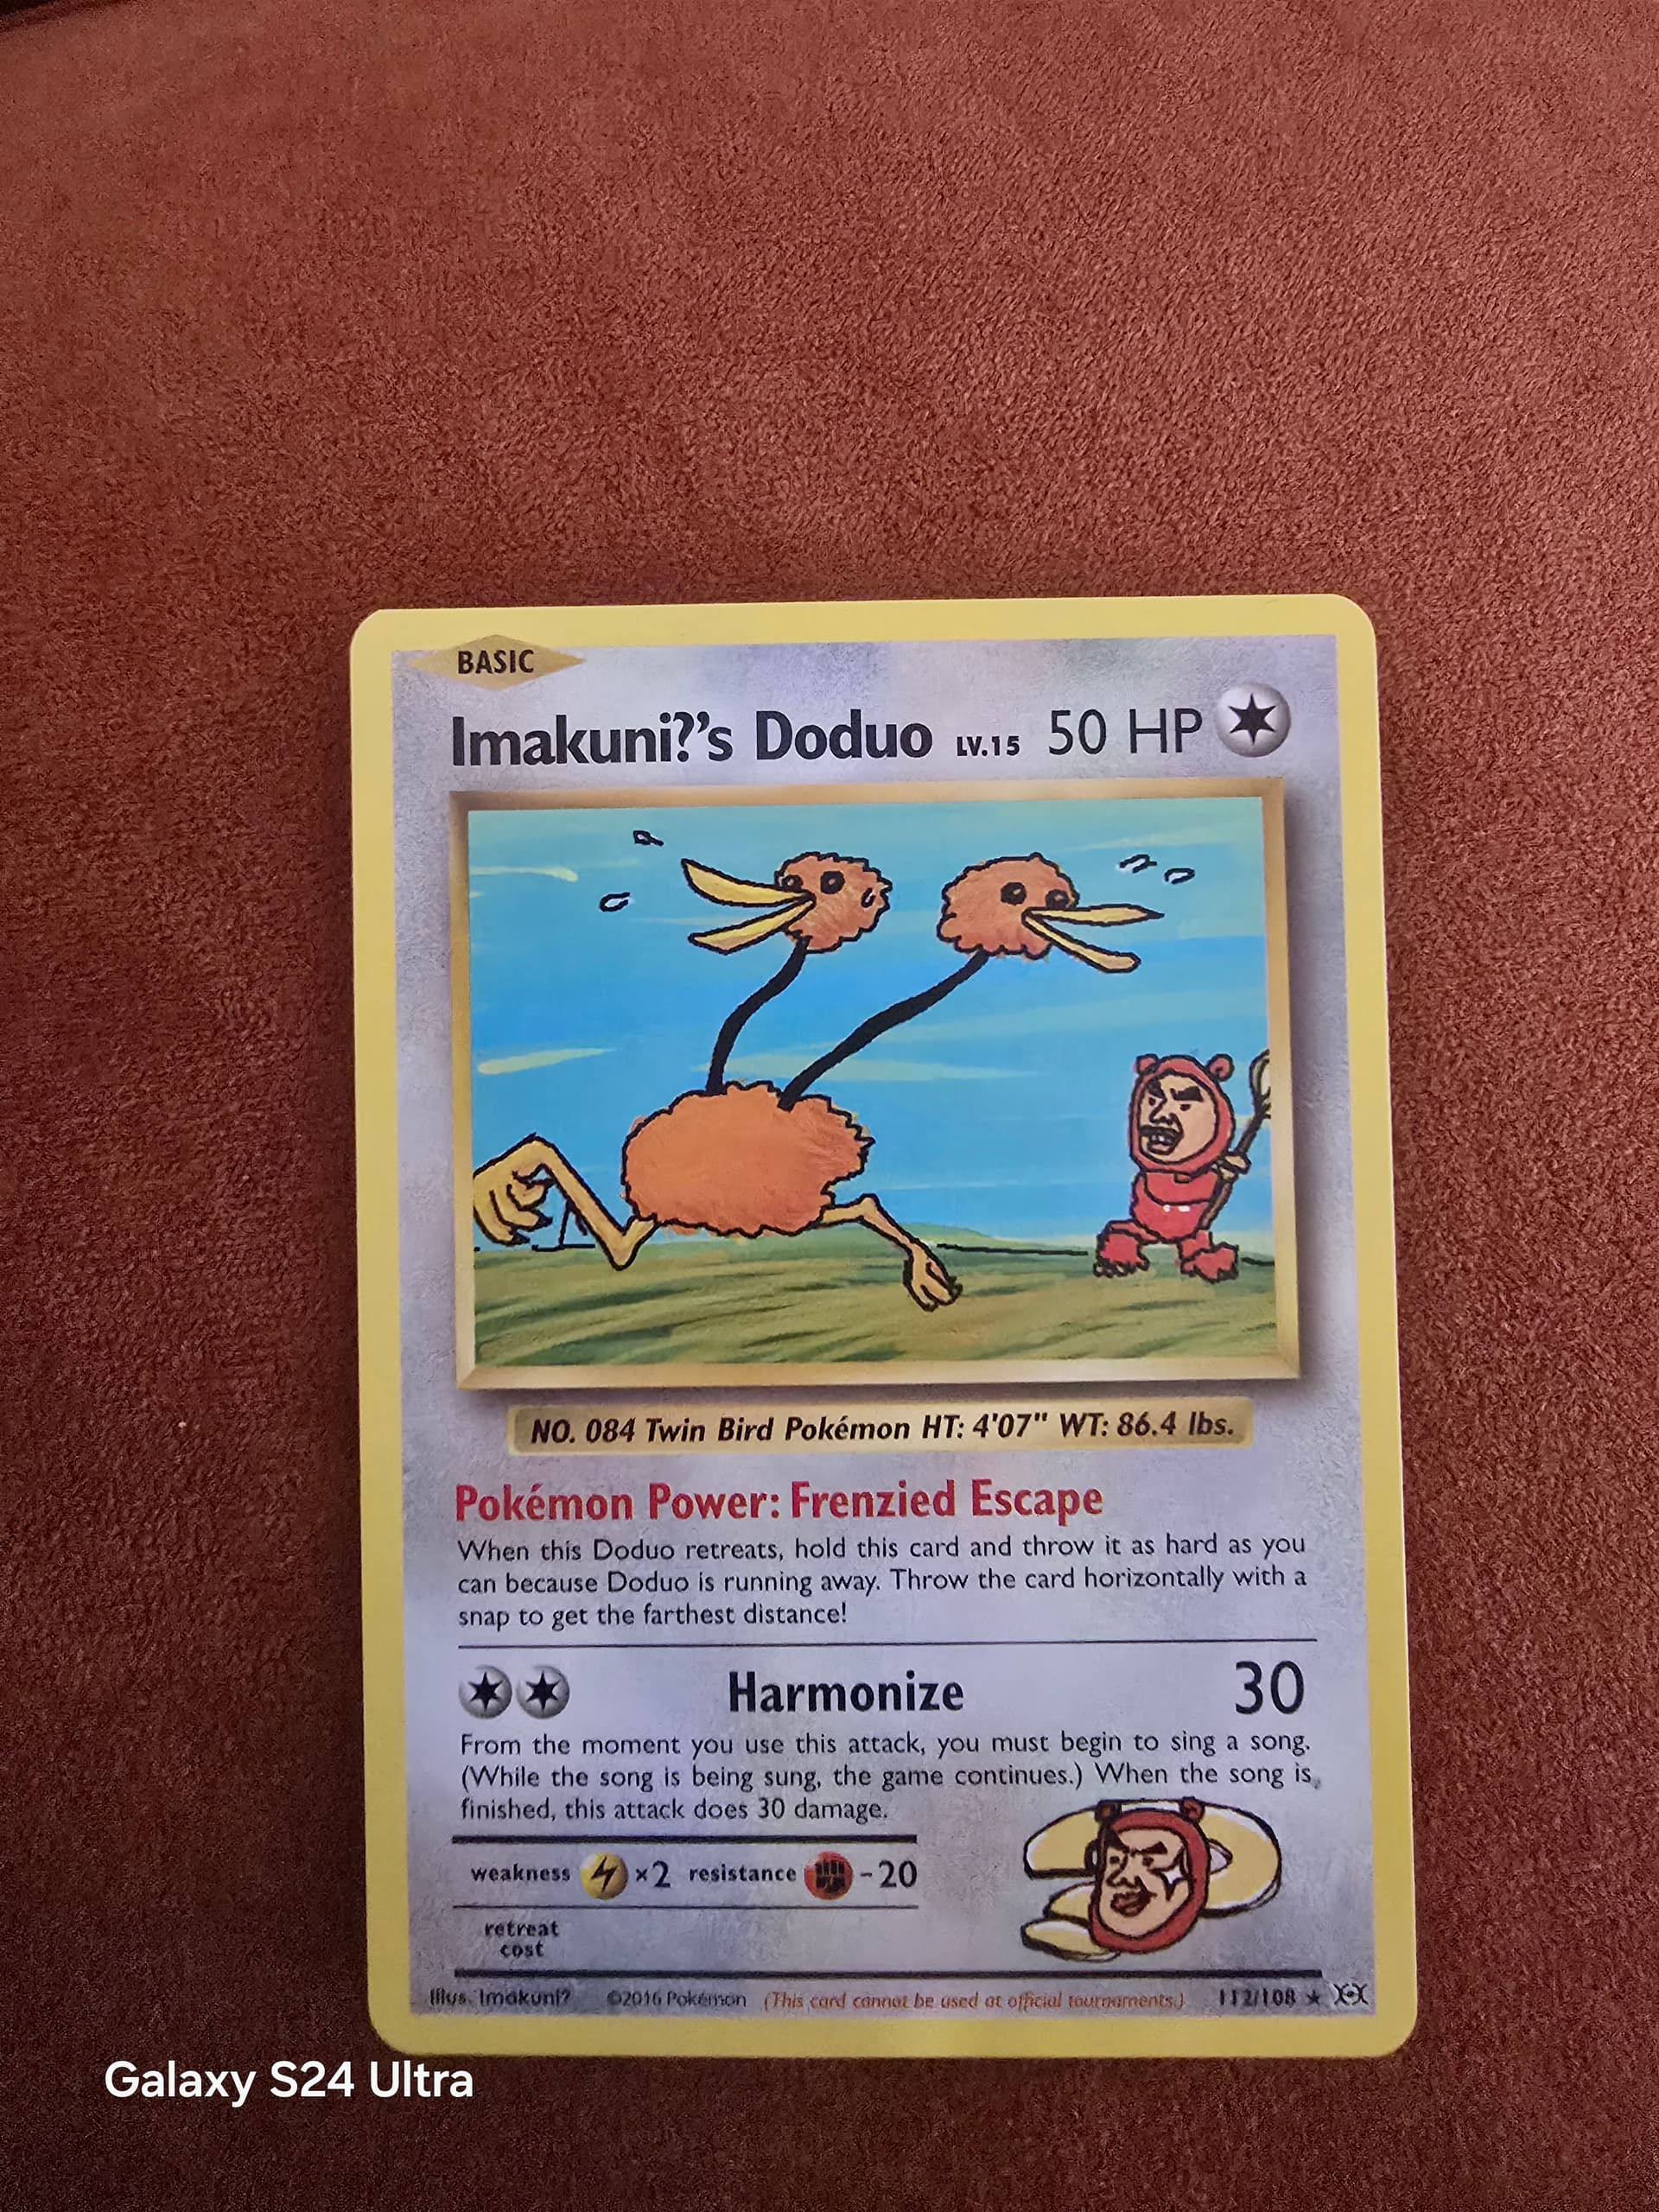 BASIC
Imakuni?'s Doduo LV.15 50 HP
NO. 084 Twin Bird Pokémon HT: 4'07" WT: 86.4 lbs.
Pokémon Power: Frenzied Escape
When this Doduo retreats, hold this card and throw it as hard as you
can because Doduo is running away. Throw the card horizontally with a
snap to get the farthest distance!
Harmonize 30
From the moment you use this attack, you must begin to sing a song.
(While the song is being sung, the game continues.) When the song is
finished, this attack does 30 damage.
weakness ×2 resistance -20
retreat
cost
Illus. Imakuni? ©2016 Pokémon (This card cannot be used at official tournaments.) 112/108 ★
Galaxy S24 Ultra